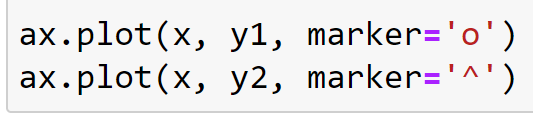 ax.plot(x, y1, marker='o')
ax.plot(x, y2, marker='^')